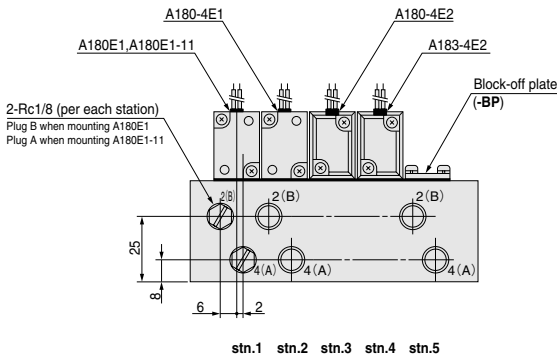 A180-4E1
A180-4E2
A180E1,A180E1-11
A183-4E2
Block-off plate
(-BP)
2-Rc1/8 (per each station)
Plug B when mounting A180E1
Plug A when mounting A180E1-11
2(B)
2(B)
2(B)
25
8
4(A)
4(A)
4(A)
6
2
stn.1 stn.2 stn.3 stn.4 stn.5